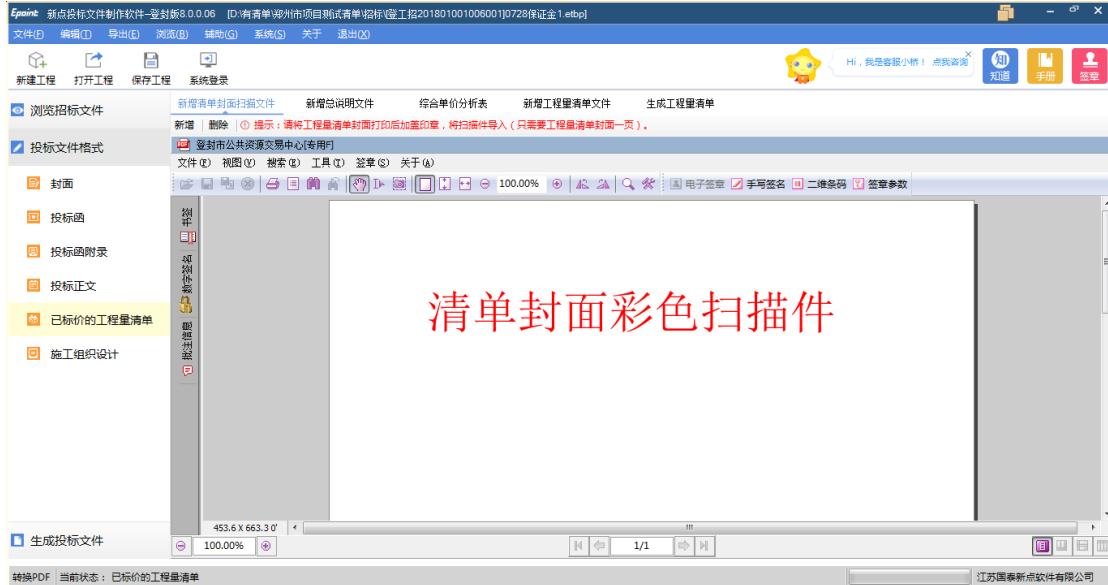 Epoint 新点投标文件制作软件--登封版8.0.0.06 [D:\有清单\郑州市项目测试清单\招标\[登工招201801001006001]0728保证金1.etbp]
文件(F) 编辑(T) 导出(E) 浏览(B) 辅助(G) 系统(S) 关于 退出(X)
新建工程 打开工程 保存工程 系统登录
Hi，我是客服小桥！ 点我咨询
知 知道 手册 签章
浏览招标文件
投标文件格式
封面
投标函
投标函附录
投标正文
已标价的工程量清单
施工组织设计
生成投标文件
新增清单封面扫描文件 新增总说明文件 综合单价分析表 新增工程量清单文件 生成工程量清单
新增 删除 提示：请将工程量清单封面打印后加盖印章，将扫描件导入（只需要工程量清单封面一页）。
登封市公共资源交易中心[专用F]
文件(F) 视图(V) 搜索(R) 工具(T) 签章(S) 关于(A)
100.00% 电子签章 手写签名 二维条码 签章参数
书签
数字签名
批注信息
清单封面彩色扫描件
453.6 X 663.3 0'
100.00% 1/1
转换PDF 当前状态： 已标价的工程量清单 江苏国泰新点软件有限公司